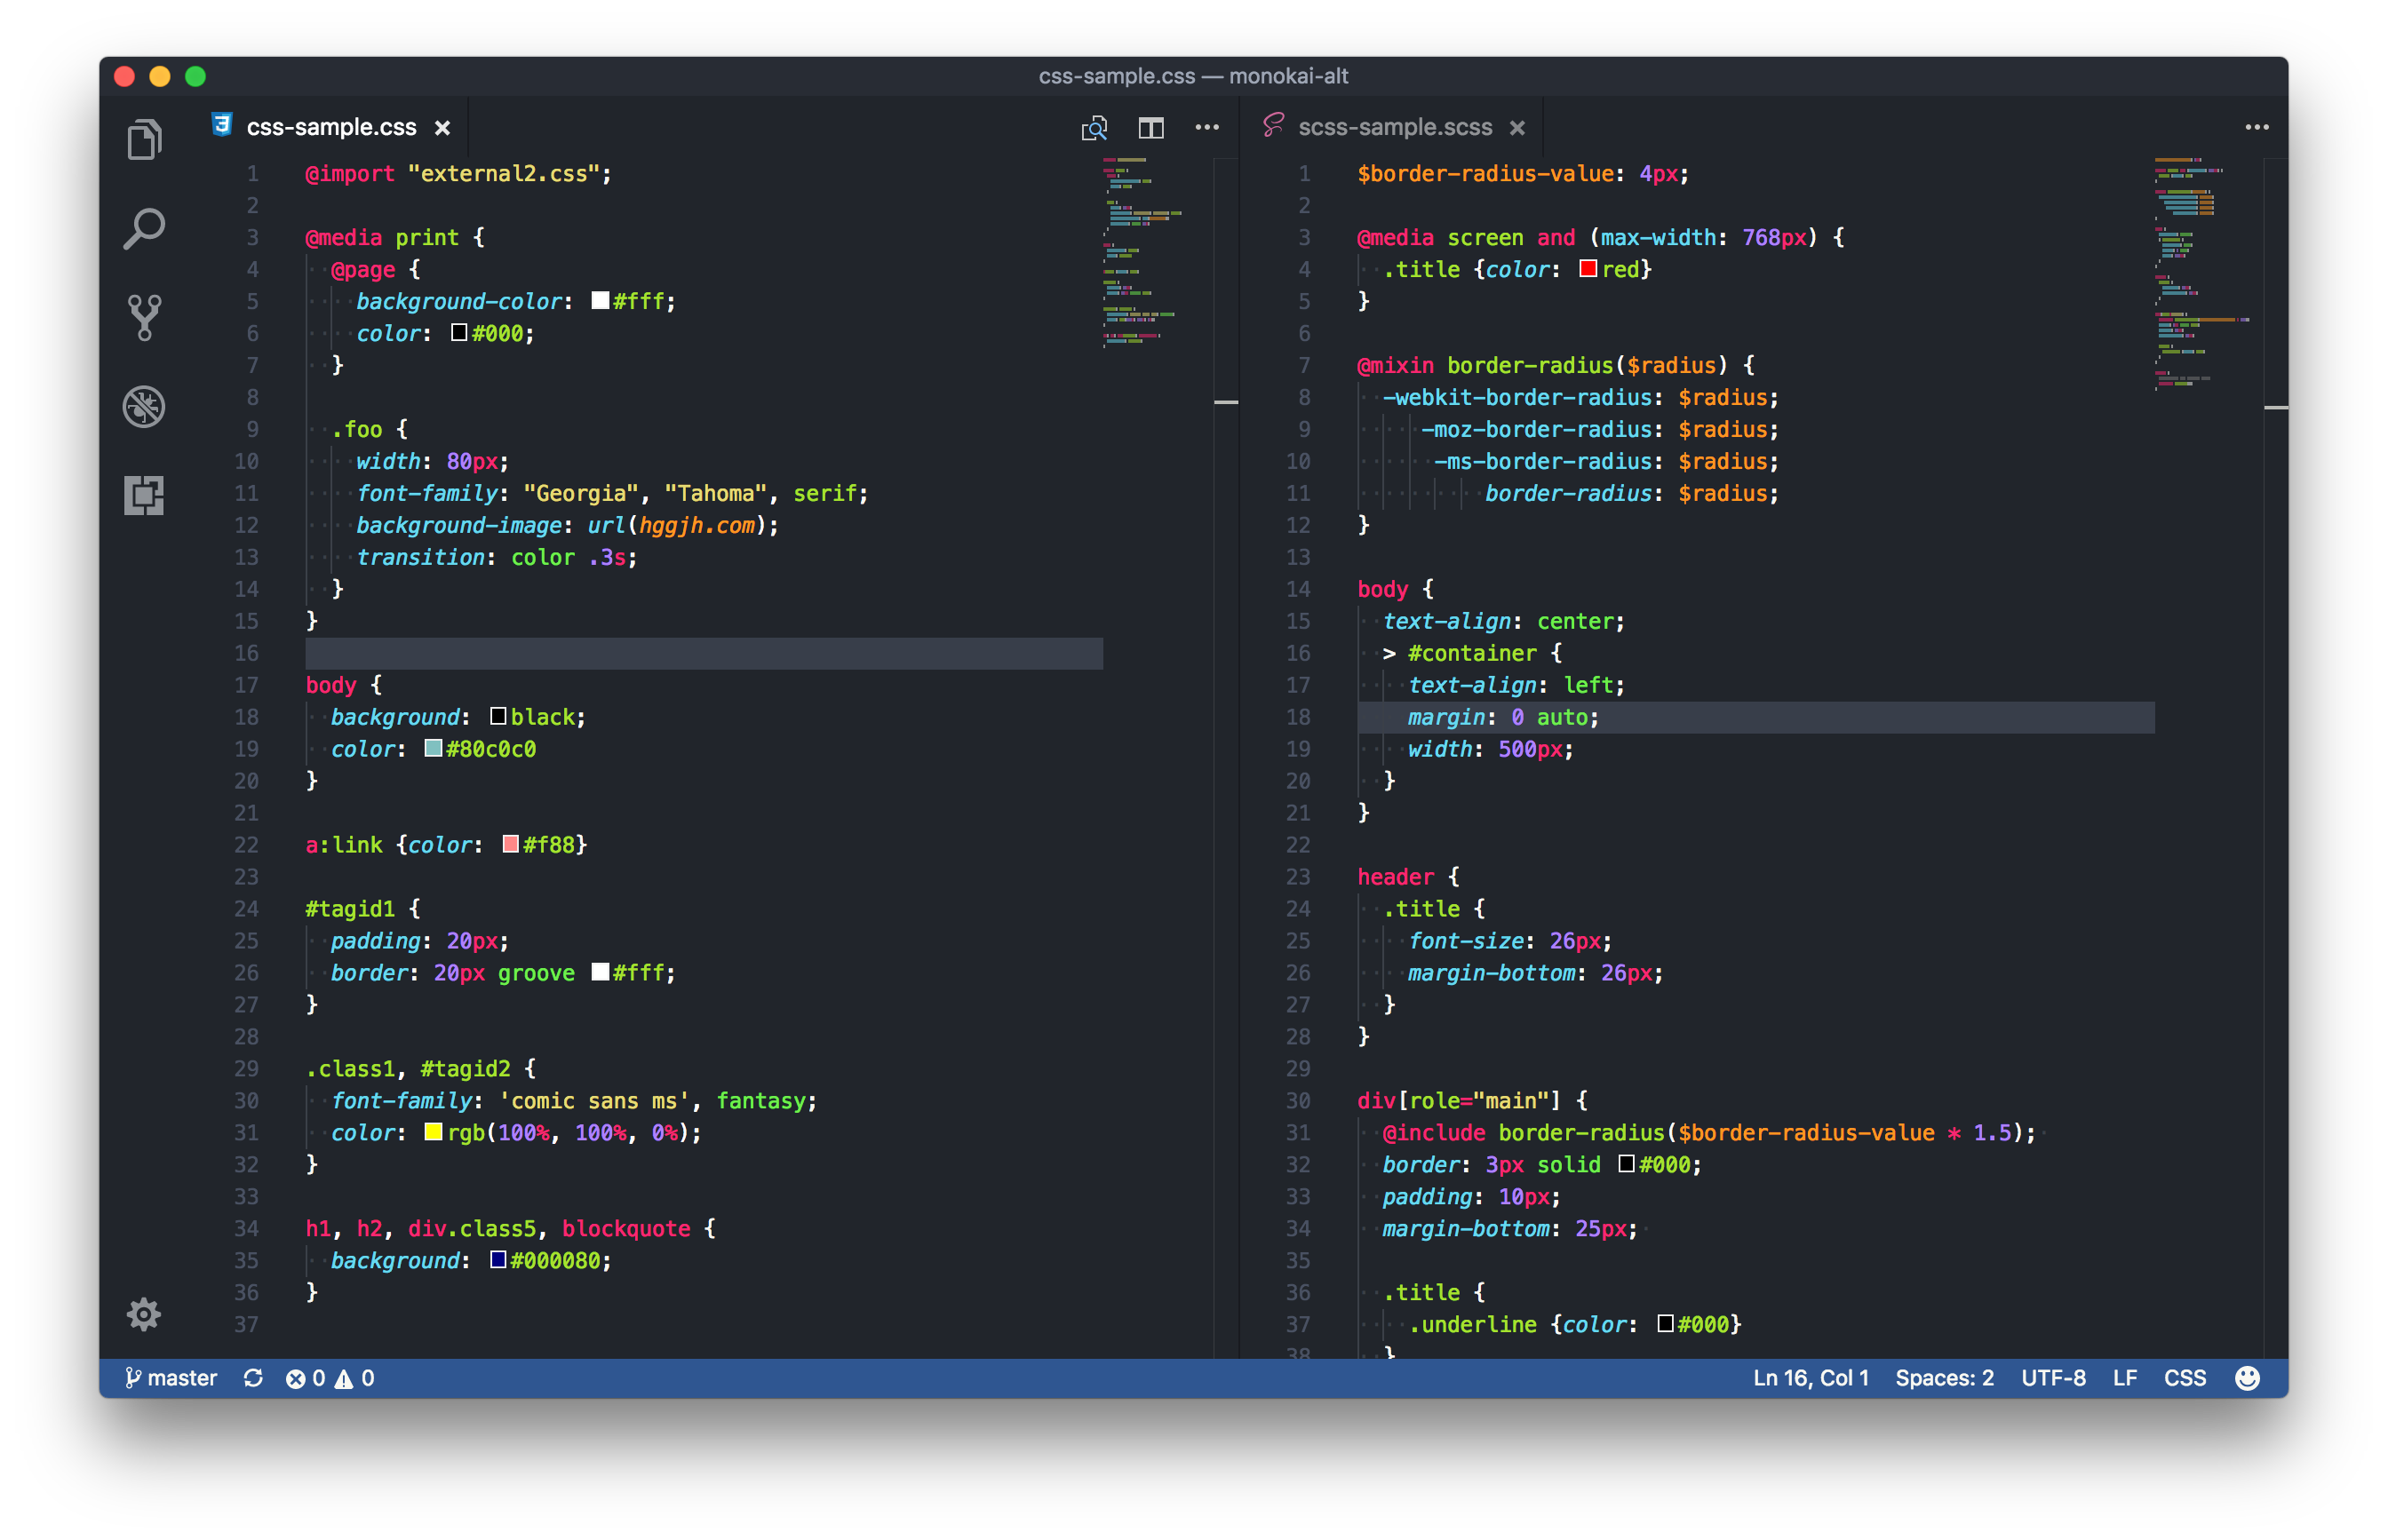 css-sample.css — monokai-alt
css-sample.css
1 @import "external2.css";
2
3 @media print {
4 @page {
5 background-color: #fff;
6 color: #000;
7 }
8
9 .foo {
10 width: 80px;
11 font-family: "Georgia", "Tahoma", serif;
12 background-image: url(hggjh.com);
13 transition: color .3s;
14 }
15 }
16
17 body {
18 background: black;
19 color: #80c0c0
20 }
21
22 a:link {color: #f88}
23
24 #tagid1 {
25 padding: 20px;
26 border: 20px groove #fff;
27 }
28
29 .class1, #tagid2 {
30 font-family: 'comic sans ms', fantasy;
31 color: rgb(100%, 100%, 0%);
32 }
33
34 h1, h2, div.class5, blockquote {
35 background: #000080;
36 }
37
scss-sample.scss
1 $border-radius-value: 4px;
2
3 @media screen and (max-width: 768px) {
4 .title {color: red}
5 }
6
7 @mixin border-radius($radius) {
8 -webkit-border-radius: $radius;
9 -moz-border-radius: $radius;
10 -ms-border-radius: $radius;
11 border-radius: $radius;
12 }
13
14 body {
15 text-align: center;
16 > #container {
17 text-align: left;
18 margin: 0 auto;
19 width: 500px;
20 }
21 }
22
23 header {
24 .title {
25 font-size: 26px;
26 margin-bottom: 26px;
27 }
28 }
29
30 div[role="main"] {
31 @include border-radius($border-radius-value * 1.5);
32 border: 3px solid #000;
33 padding: 10px;
34 margin-bottom: 25px;
35
36 .title {
37 .underline {color: #000}
38 }
master 0 0 Ln 16, Col 1 Spaces: 2 UTF-8 LF CSS